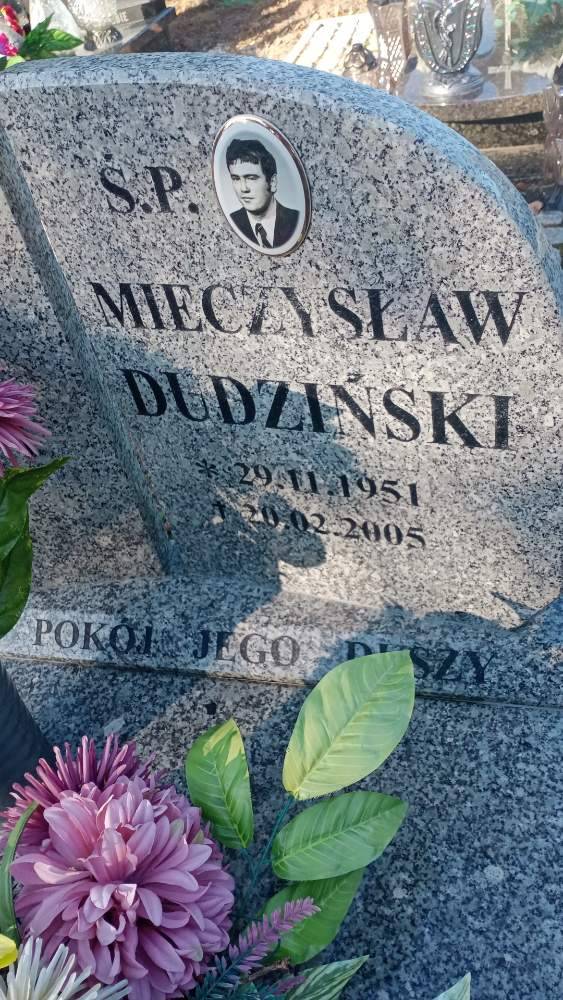 Ś.P.
MIECZYSŁAW
DUDZIŃSKI
* 29.11.1951
† 20.02.2005
POKÓJ JEGO DUSZY